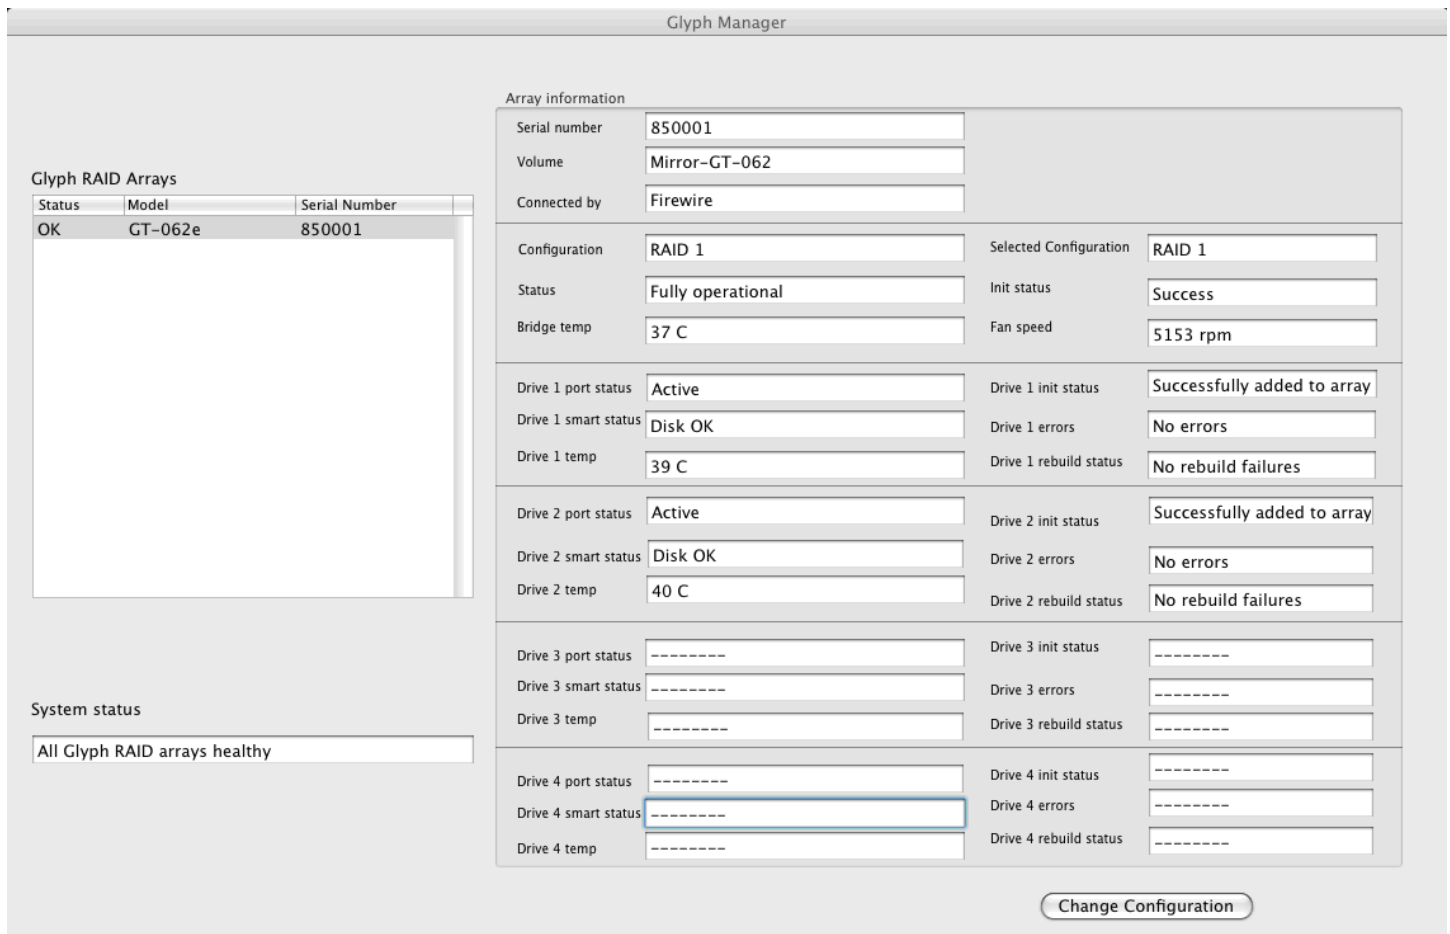 Glyph Manager
Glyph RAID Arrays
Status Model Serial Number
OK GT-062e 850001
System status
All Glyph RAID arrays healthy
Array information
Serial number 850001
Volume Mirror-GT-062
Connected by Firewire
Configuration RAID 1 Selected Configuration RAID 1
Status Fully operational Init status Success
Bridge temp 37 C Fan speed 5153 rpm
Drive 1 port status Active Drive 1 init status Successfully added to array
Drive 1 smart status Disk OK Drive 1 errors No errors
Drive 1 temp 39 C Drive 1 rebuild status No rebuild failures
Drive 2 port status Active Drive 2 init status Successfully added to array
Drive 2 smart status Disk OK Drive 2 errors No errors
Drive 2 temp 40 C Drive 2 rebuild status No rebuild failures
Drive 3 port status -------- Drive 3 init status --------
Drive 3 smart status -------- Drive 3 errors --------
Drive 3 temp -------- Drive 3 rebuild status --------
Drive 4 port status -------- Drive 4 init status --------
Drive 4 smart status -------- Drive 4 errors --------
Drive 4 temp -------- Drive 4 rebuild status --------
Change Configuration